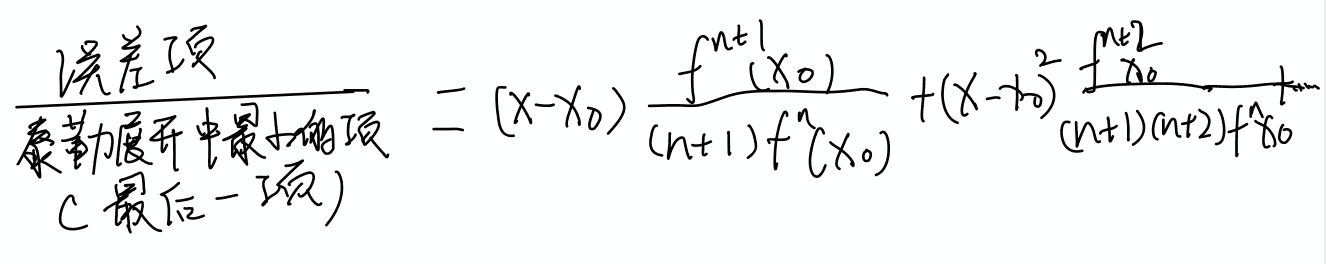 误差项
泰勒展开中最小的项
(最后一项)
= (x-x₀) f^{n+1}(x₀) / (n+1)f^n(x₀) + (x-x₀)² f^{n+2}x₀ / (n+1)(n+2)f^n x₀ + ...